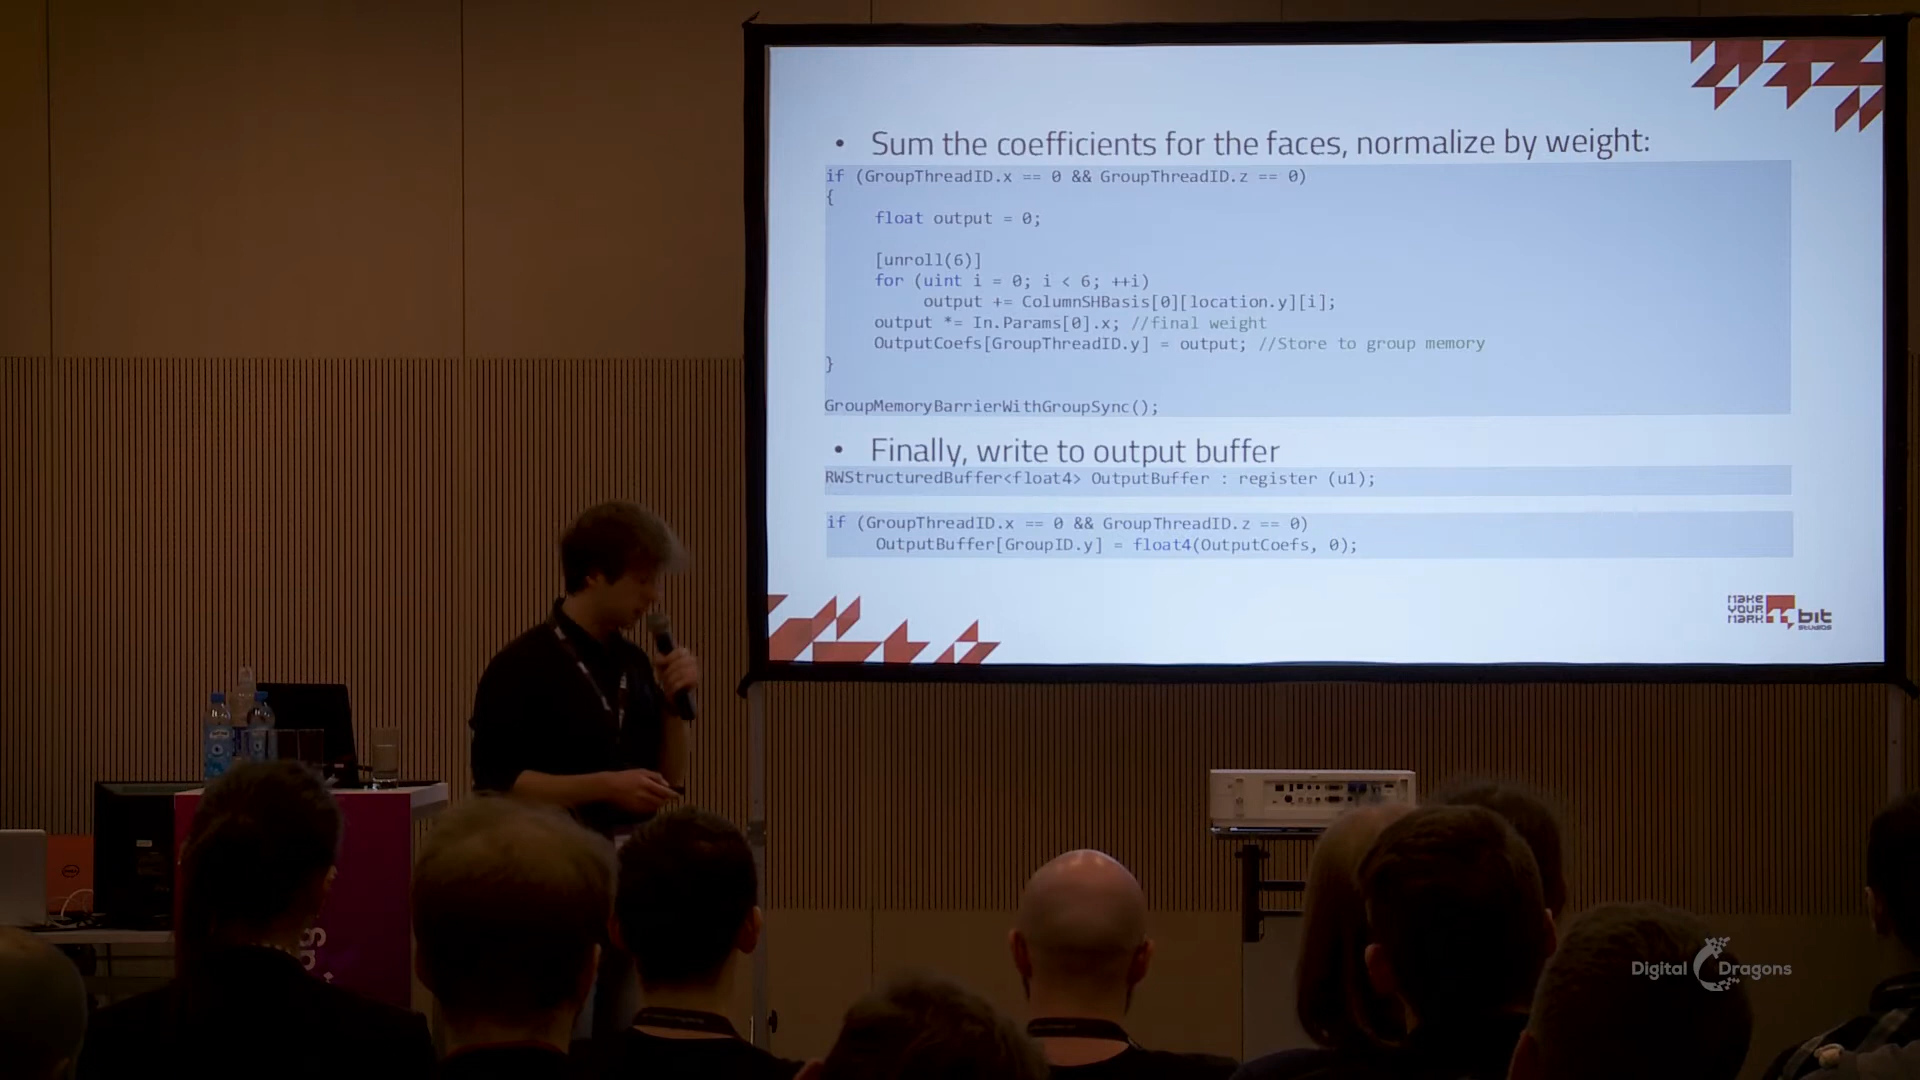 • Sum the coefficients for the faces, normalize by weight:
if (GroupThreadID.x == 0 && GroupThreadID.z == 0)
{
float output = 0;
[unroll(6)]
for (uint i = 0; i < 6; ++i)
output += ColumnSHBasis[0][location.y][i];
output *= In.Params[0].x; //final weight
OutputCoefs[GroupThreadID.y] = output; //Store to group memory
}
GroupMemoryBarrierWithGroupSync();
• Finally, write to output buffer
RWStructuredBuffer<float4> OutputBuffer : register (u1);
if (GroupThreadID.x == 0 && GroupThreadID.z == 0)
OutputBuffer[GroupID.y] = float4(OutputCoefs, 0);
MAKE
YOUR
MARK
11 bit
STUDIOS
Digital Dragons